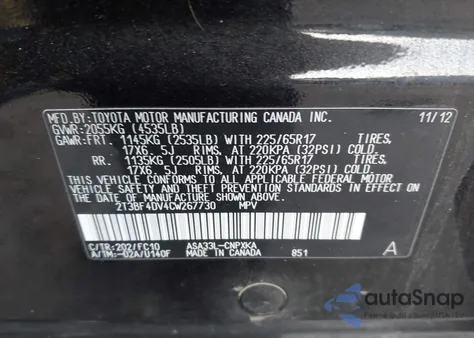 MFD.BY:TOYOTA MOTOR MANUFACTURING CANADA INC. 11/12
GVWR:2055KG (4535LB)
GAWR:FRT. 1145KG (2535LB) WITH 225/65R17 TIRES,
17X6. 5J RIMS, AT 220KPA (32PSI) COLD.
RR. 1135KG (2505LB) WITH 225/65R17 TIRES,
17X6. 5J RIMS, AT 220KPA (32PSI) COLD.
THIS VEHICLE CONFORMS TO ALL APPLICABLE FEDERAL MOTOR
VEHICLE SAFETY AND THEFT PREVENTION STANDARDS IN
EFFECT ON THE DATE OF MANUFACTURE SHOWN ABOVE.
2T3BF4DV4CW267730 MPV
C/TR:202/FC10 ASA33L-CNPXKA A
A/TM:-02A/U140F MADE IN CANADA 851
autoSnap